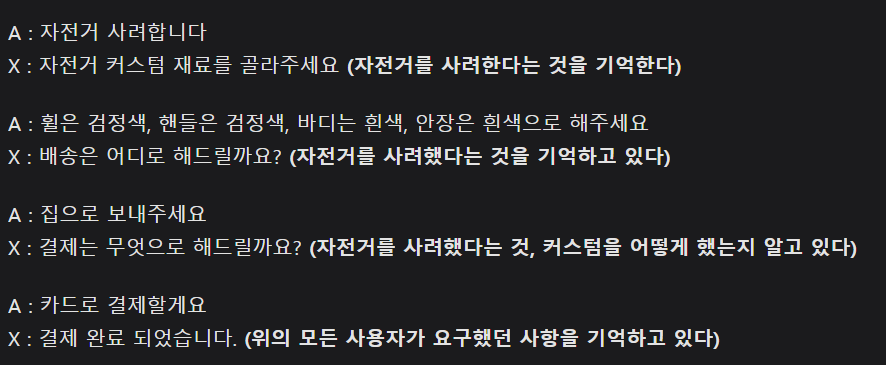 A : 자전거 사려합니다
X : 자전거 커스텀 재료를 골라주세요 (자전거를 사려한다는 것을 기억한다)
A : 휠은 검정색, 핸들은 검정색, 바디는 흰색, 안장은 흰색으로 해주세요
X : 배송은 어디로 해드릴까요? (자전거를 사려했다는 것을 기억하고 있다)
A : 집으로 보내주세요
X : 결제는 무엇으로 해드릴까요? (자전거를 사려했다는 것, 커스텀을 어떻게 했는지 알고 있다)
A : 카드로 결제할게요
X : 결제 완료 되었습니다. (위의 모든 사용자가 요구했던 사항을 기억하고 있다)